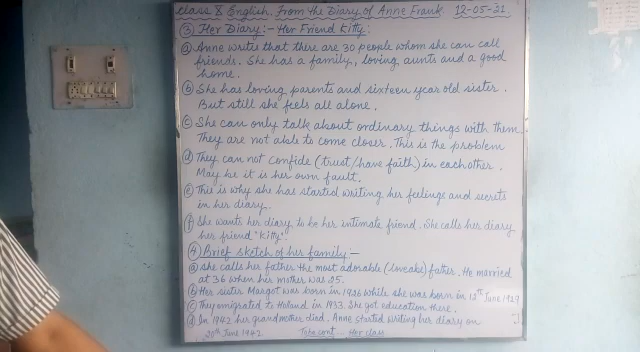 class 8 English. From the Diary of Anne Frank 12-05-21.
③ Her Diary:- Her Friend Kitty:
ⓐ Anne writes that there are 30 people whom she can call
friends. She has a family, loving aunts and a good
home.
ⓑ She has loving parents and sixteen year old sister.
But still she feels all alone.
ⓒ She can only talk about ordinary things with them
They are not able to come closer. This is the problem
ⓓ They can not confide (trust/have faith) in each other.
May be it is her own fault.
ⓔ This is why she has started writing her feelings and secrets
in her diary.
ⓕ She wants her diary to be her intimate friend. She calls her diary
her friend "Kitty"
④ Brief sketch of her family:-
ⓐ She calls her father the most adorable father. He married
at 36 when his mother was 25.
ⓑ Her sister Margot was born in 1926 while she was born in 12th June 1929
ⓒ They emigrated to Holand in 1933. She got education there.
ⓓ In 1942 her grandmother died. Anne started writing her diary on
20th June 1942. To be cont...